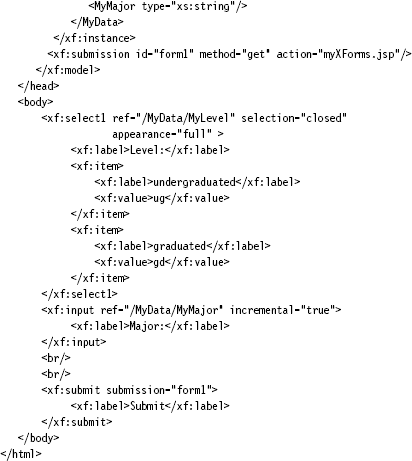 <MyMajor type="xs:string"/>
</MyData>
</xf:instance>
<xf:submission id="form1" method="get" action="myXForms.jsp"/>
</xf:model>
</head>
<body>
<xf:select1 ref="/MyData/MyLevel" selection="closed"
appearance="full" >
<xf:label>Level:</xf:label>
<xf:item>
<xf:label>undergraduated</xf:label>
<xf:value>ug</xf:value>
</xf:item>
<xf:item>
<xf:label>graduated</xf:label>
<xf:value>gd</xf:value>
</xf:item>
</xf:select1>
<xf:input ref="/MyData/MyMajor" incremental="true">
<xf:label>Major:</xf:label>
</xf:input>
<br/>
<br/>
<xf:submit submission="form1">
<xf:label>Submit</xf:label>
</xf:submit>
</body>
</html>